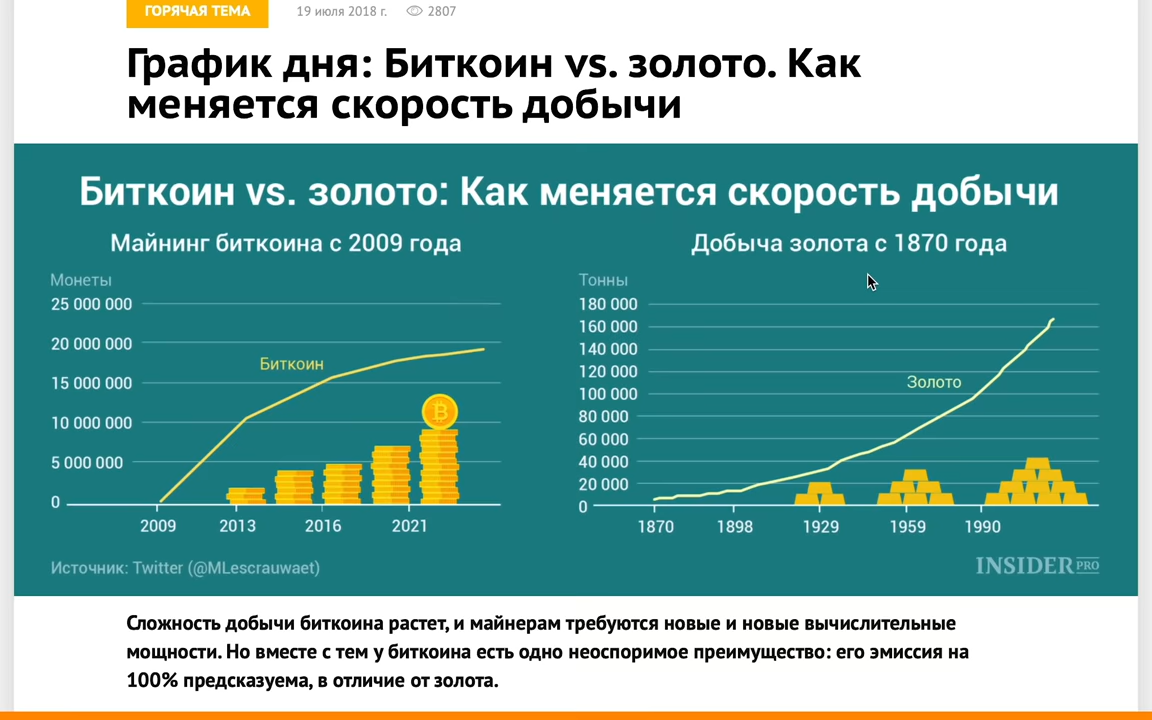 ГОРЯЧАЯ ТЕМА
19 июля 2018 г.
2807
График дня: Биткоин vs. золото. Как
меняется скорость добычи
Биткоин vs. золото: Как меняется скорость добычи
Майнинг биткоина с 2009 года
Монеты
25 000 000
20 000 000
15 000 000
10 000 000
5 000 000
0
Биткоин
2009 2013 2016 2021
Добыча золота с 1870 года
Тонны
180 000
160 000
140 000
120 000
100 000
80 000
60 000
40 000
20 000
0
Золото
1870 1898 1929 1959 1990
Источник: Twitter (@MLescrauwaet)
INSIDER PRO
Сложность добычи биткоина растет, и майнерам требуются новые и новые вычислительные
мощности. Но вместе с тем у биткоина есть одно неоспоримое преимущество: его эмиссия на
100% предсказуема, в отличие от золота.